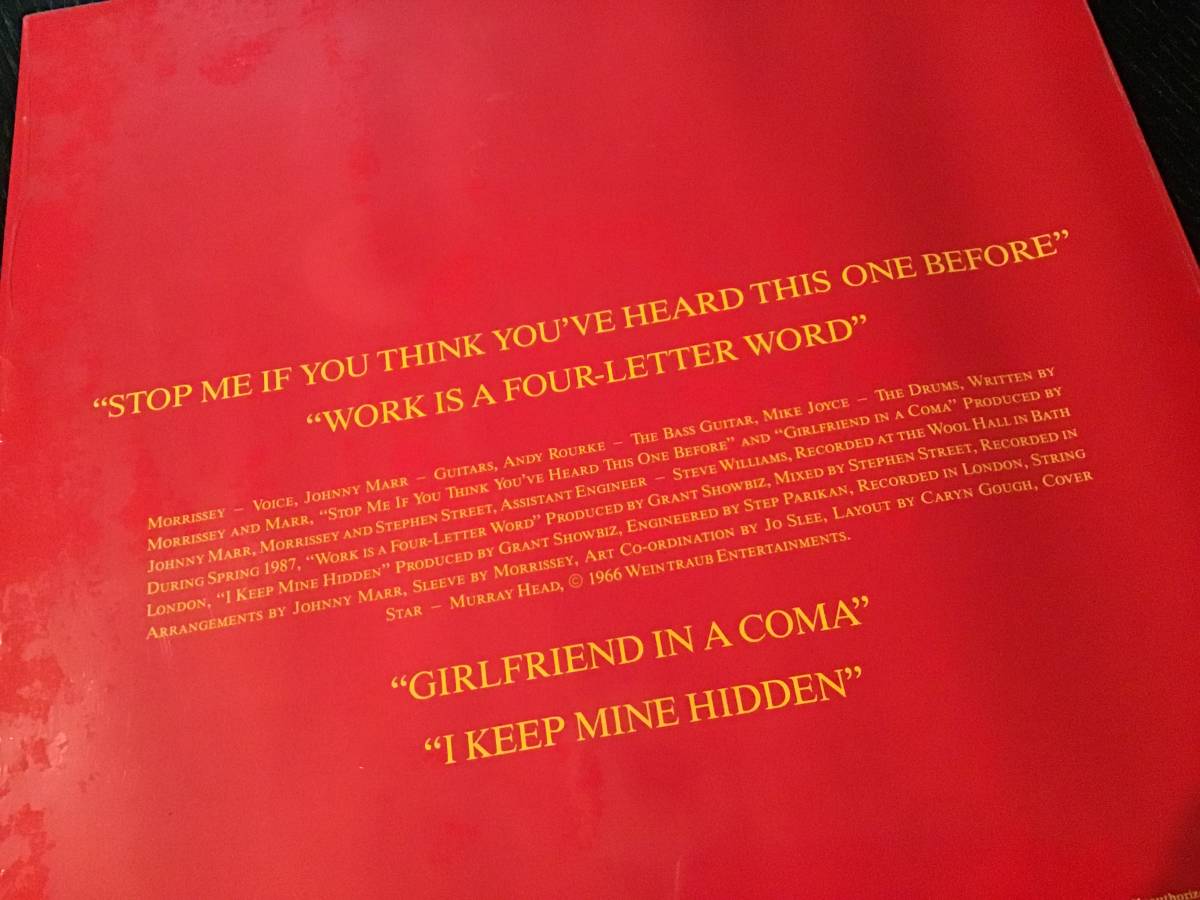 “STOP ME IF YOU THINK YOU’VE HEARD THIS ONE BEFORE”
“WORK IS A FOUR-LETTER WORD”
MORRISSEY – VOICE, JOHNNY MARR – GUITARS, ANDY ROURKE – THE BASS GUITAR, MIKE JOYCE – THE DRUMS, WRITTEN BY
MORRISSEY AND MARR, “STOP ME IF YOU THINK YOU’VE HEARD THIS ONE BEFORE” AND “GIRLFRIEND IN A COMA” PRODUCED BY
JOHNNY MARR, MORRISSEY AND STEPHEN STREET, ASSISTANT ENGINEER – STEVE WILLIAMS, RECORDED AT THE WOOL HALL IN BATH
DURING SPRING 1987, “WORK IS A FOUR-LETTER WORD” PRODUCED BY GRANT SHOWBIZ, MIXED BY STEPHEN STREET, RECORDED IN
LONDON, “I KEEP MINE HIDDEN” PRODUCED BY GRANT SHOWBIZ, ENGINEERED BY STEP PARIKAN, RECORDED IN LONDON, STRING
ARRANGEMENTS BY JOHNNY MARR, SLEEVE BY MORRISSEY, ART CO-ORDINATION BY JO SLEE, LAYOUT BY CARYN GOUGH, COVER
STAR – MURRAY HEAD, © 1966 WEINTRAUB ENTERTAINMENTS.
“GIRLFRIEND IN A COMA”
“I KEEP MINE HIDDEN”